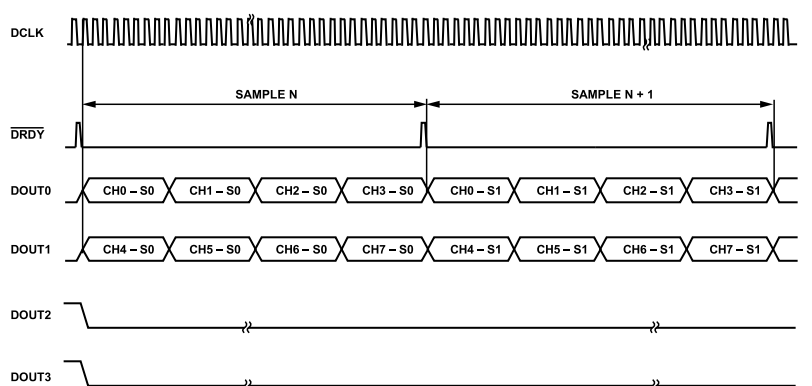 DCLK
SAMPLE N
SAMPLE N + 1
DRDY
DOUT0
CH0 – S0
CH1 – S0
CH2 – S0
CH3 – S0
CH0 – S1
CH1 – S1
CH2 – S1
CH3 – S1
DOUT1
CH4 – S0
CH5 – S0
CH6 – S0
CH7 – S0
CH4 – S1
CH5 – S1
CH6 – S1
CH7 – S1
DOUT2
DOUT3